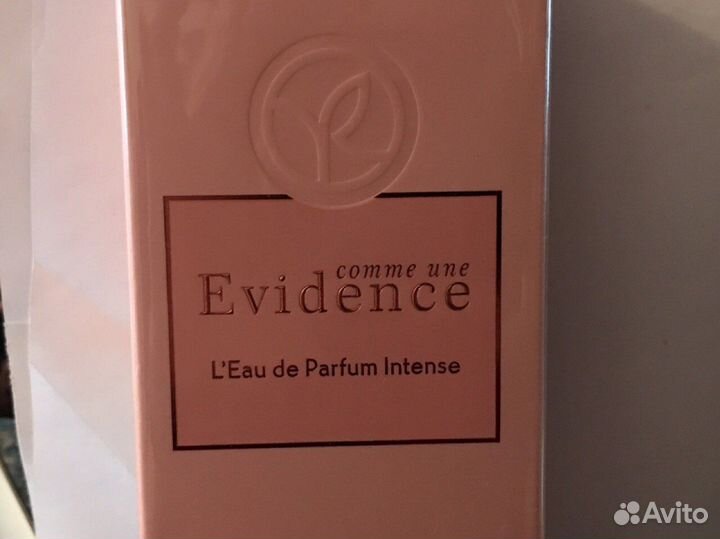 comme une
Evidence
L'Eau de Parfum Intense
Avito